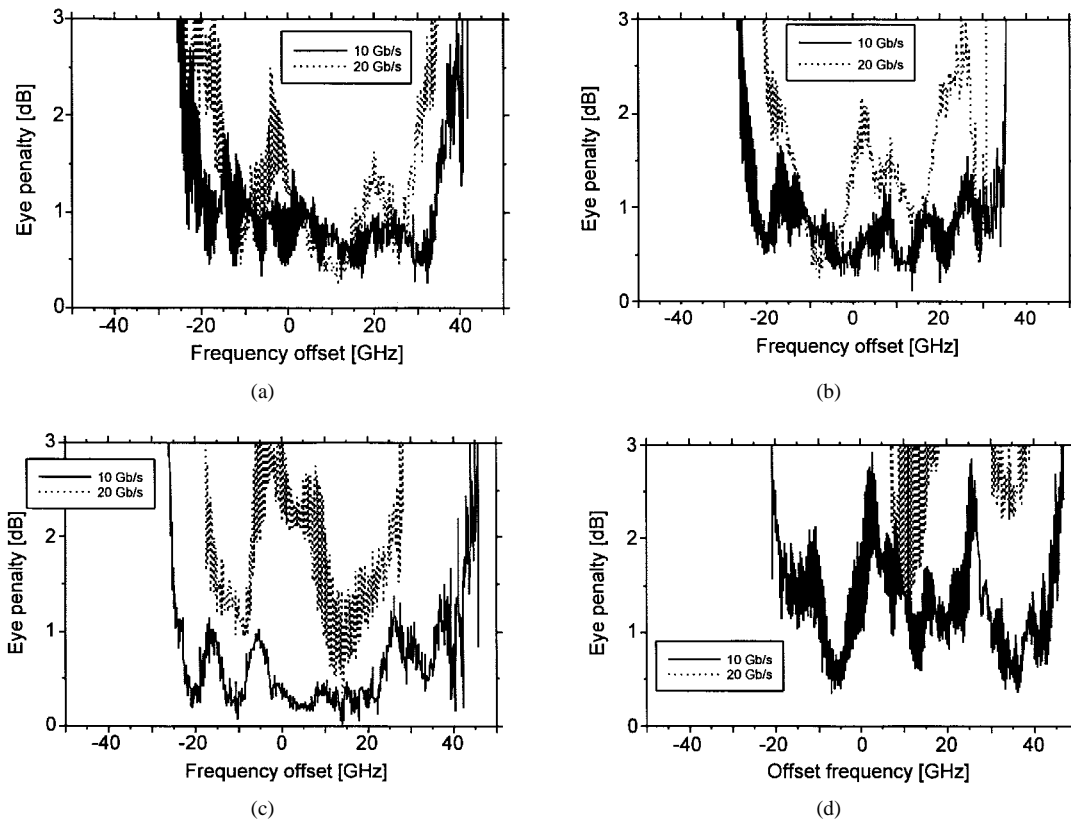 3
2
1
0
Eye penalty [dB]
10 Gb/s
20 Gb/s
-40 -20 0 20 40
Frequency offset [GHz]
(a)
3
2
1
0
Eye penalty [dB]
10 Gb/s
20 Gb/s
-40 -20 0 20 40
Frequency offset [GHz]
(b)
3
2
1
0
Eye penalty [dB]
10 Gb/s
20 Gb/s
-40 -20 0 20 40
Frequency offset [GHz]
(c)
3
2
1
0
Eye penalty [dB]
10 Gb/s
20 Gb/s
-40 -20 0 20 40
Offset frequency [GHz]
(d)